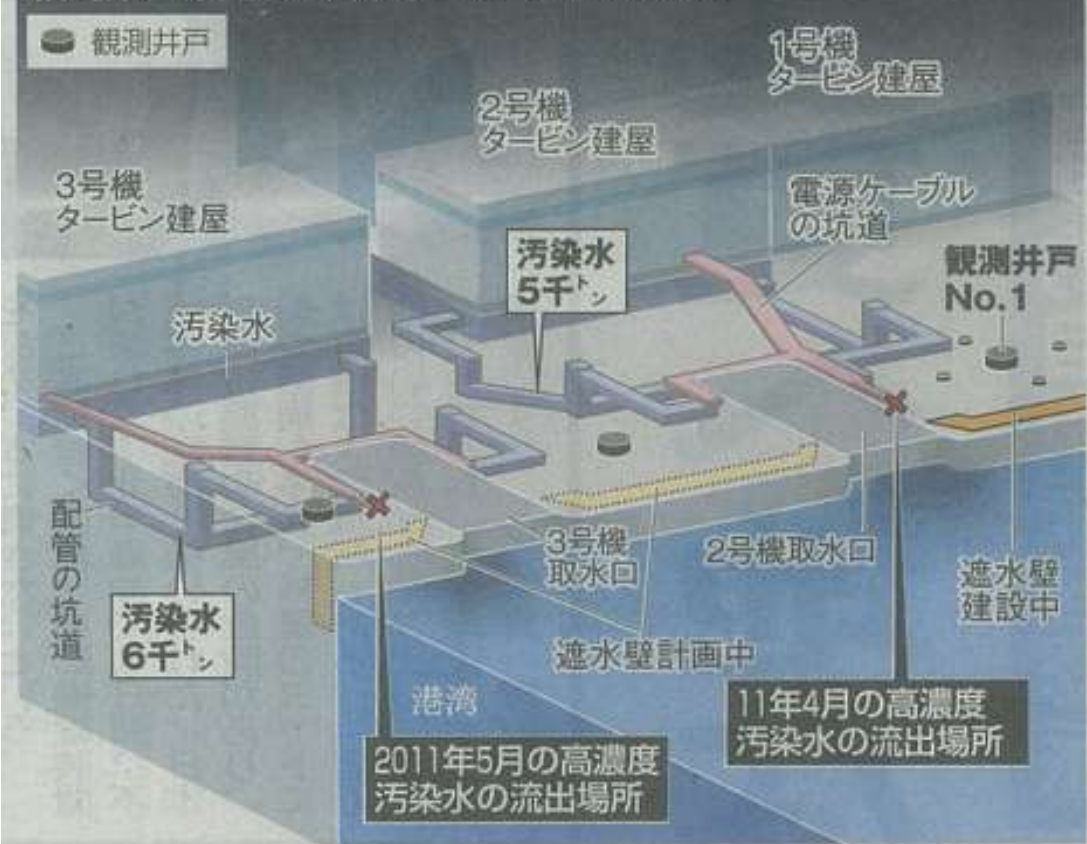 観測井戸
1号機
タービン建屋
2号機
タービン建屋
3号機
タービン建屋
電源ケーブル
の坑道
汚染水
5千トン
観測井戸
No.1
汚染水
配管の坑道
3号機
取水口
2号機取水口
遮水壁
建設中
汚染水
6千トン
遮水壁計画中
港湾
11年4月の高濃度
汚染水の流出場所
2011年5月の高濃度
汚染水の流出場所